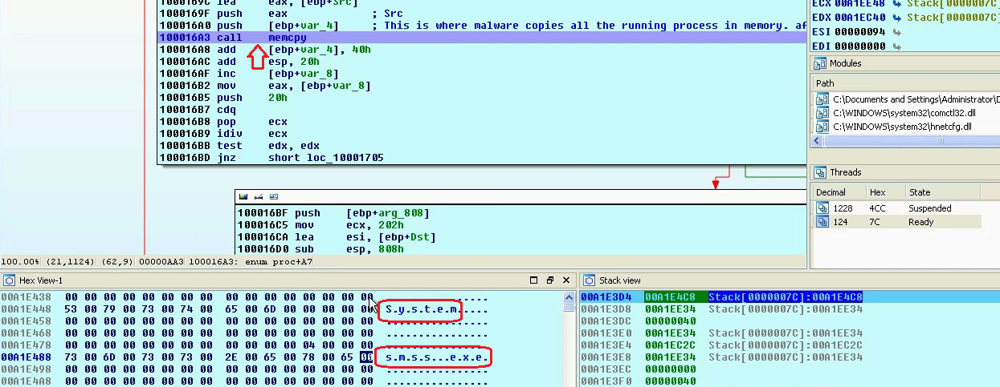 1000169C lea eax, [ebp+Src]
1000169F push eax ; Src
100016A0 push [ebp+var_4] ; This is where malware copies all the running process in memory. af
100016A3 call memcpy
100016A8 add [ebp+var_4], 40h
100016AC add esp, 20h
100016AF inc [ebp+var_8]
100016B2 mov eax, [ebp+var_8]
100016B5 push 20h
100016B7 cdq
100016B8 pop ecx
100016B9 idiv ecx
100016BB test edx, edx
100016BD jnz short loc_10001705
100016BF push [ebp+arg_808]
100016C5 mov ecx, 202h
100016CA lea esi, [ebp+Dst]
100016D0 sub esp, 808h
100.00% (21,1124) (62,9) 00000AA3 100016A3: enum proc+A7
ECX 00A1EE48 Stack[0000007C]
EDX 00A1EC40 Stack[0000007C]
ESI 00000094
EDI 00000000
Modules
Path
C:\Documents and Settings\Administrator\D
C:\WINDOWS\system32\comctl32.dll
C:\WINDOWS\system32\hnetcfg.dll
Threads
Decimal Hex State
1228 4CC Suspended
124 7C Ready
Hex View-1
00A1E438 00 00 00 00 00 00 00 00 00 00 00 00 00 00 00 00 ................
00A1E448 53 00 79 00 73 00 74 00 65 00 6D 00 00 00 00 00 S.y.s.t.e.m.....
00A1E458 00 00 00 00 00 00 00 00 00 00 00 00 00 00 00 00 ................
00A1E468 00 00 00 00 00 00 00 00 00 00 00 00 00 00 00 00 ................
00A1E478 00 00 00 00 00 00 00 00 00 00 00 00 04 00 00 00 ................
00A1E488 73 00 6D 00 73 00 73 00 2E 00 65 00 78 00 65 00 s.m.s.s...e.x.e.
00A1E498 00 00 00 00 00 00 00 00 00 00 00 00 00 00 00 00 ................
00A1E4A8 00 00 00 00 00 00 00 00 00 00 00 00 00 00 00 00 ................
Stack view
00A1E3D4 00A1E4C8 Stack[0000007C]:00A1E4C8
00A1E3D8 00A1EE34 Stack[0000007C]:00A1EE34
00A1E3DC 00000040
00A1E3E0 00A1EE34 Stack[0000007C]:00A1EE34
00A1E3E4 00A1EC2C Stack[0000007C]:00A1EC2C
00A1E3E8 00A1EE34 Stack[0000007C]:00A1EE34
00A1E3EC 00000000
00A1E3F0 00000040